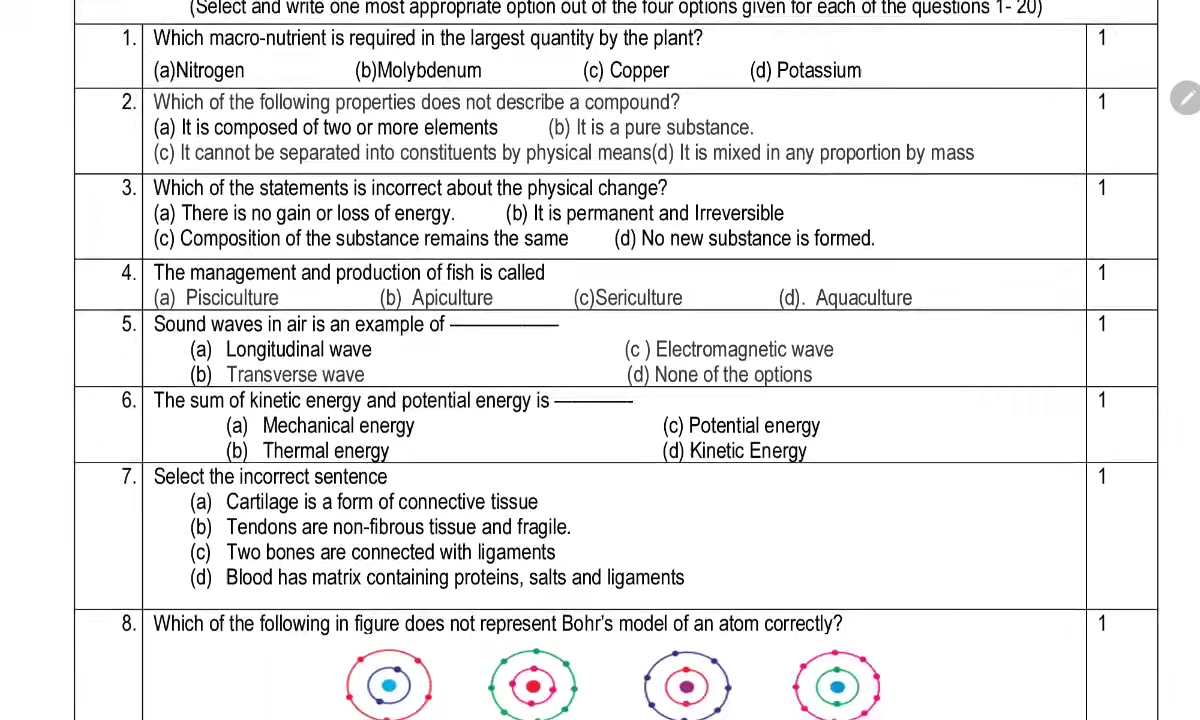 (Select and write one most appropriate option out of the four options given for each of the questions 1- 20)
1. Which macro-nutrient is required in the largest quantity by the plant? 1
(a)Nitrogen (b)Molybdenum (c) Copper (d) Potassium
2. Which of the following properties does not describe a compound? 1
(a) It is composed of two or more elements (b) It is a pure substance.
(c) It cannot be separated into constituents by physical means(d) It is mixed in any proportion by mass
3. Which of the statements is incorrect about the physical change? 1
(a) There is no gain or loss of energy. (b) It is permanent and Irreversible
(c) Composition of the substance remains the same (d) No new substance is formed.
4. The management and production of fish is called 1
(a) Pisciculture (b) Apiculture (c)Sericulture (d). Aquaculture
5. Sound waves in air is an example of ————— 1
(a) Longitudinal wave (c ) Electromagnetic wave
(b) Transverse wave (d) None of the options
6. The sum of kinetic energy and potential energy is ———— 1
(a) Mechanical energy (c) Potential energy
(b) Thermal energy (d) Kinetic Energy
7. Select the incorrect sentence 1
(a) Cartilage is a form of connective tissue
(b) Tendons are non-fibrous tissue and fragile.
(c) Two bones are connected with ligaments
(d) Blood has matrix containing proteins, salts and ligaments
8. Which of the following in figure does not represent Bohr's model of an atom correctly? 1